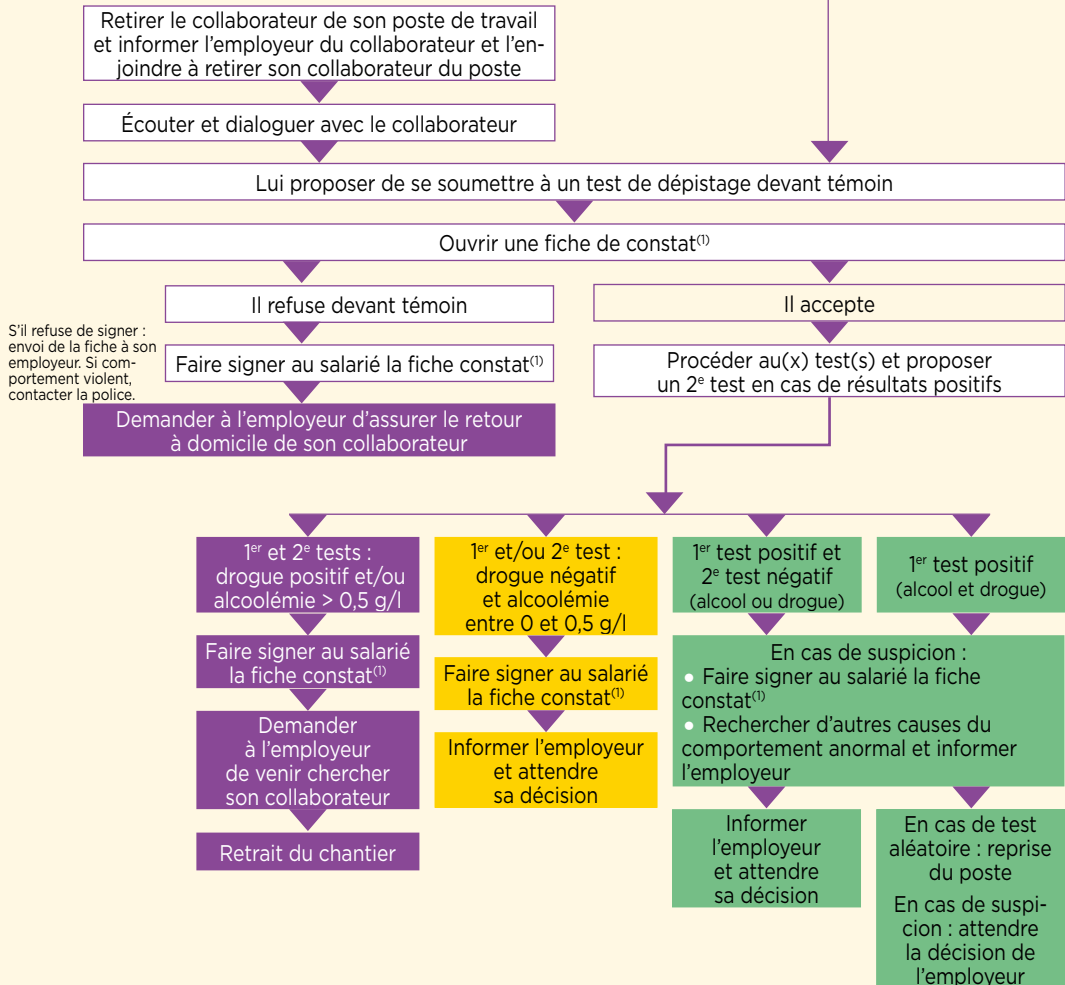 Retirer le collaborateur de son poste de travail
et informer l'employeur du collaborateur et l'en-
joindre à retirer son collaborateur du poste
Écouter et dialoguer avec le collaborateur
Lui proposer de se soumettre à un test de dépistage devant témoin
Ouvrir une fiche de constat(1)
Il refuse devant témoin
S'il refuse de signer :
envoi de la fiche à son
employeur. Si com-
portement violent,
contacter la police.
Faire signer au salarié la fiche constat(1)
Demander à l'employeur d'assurer le retour
à domicile de son collaborateur
Il accepte
Procéder au(x) test(s) et proposer
un 2e test en cas de résultats positifs
1er et 2e tests :
drogue positif et/ou
alcoolémie > 0,5 g/l
Faire signer au salarié
la fiche constat(1)
Demander
à l'employeur
de venir chercher
son collaborateur
Retrait du chantier
1er et/ou 2e test :
drogue négatif
et alcoolémie
entre 0 et 0,5 g/l
Faire signer au salarié
la fiche constat(1)
Informer l'employeur
et attendre
sa décision
1er test positif et
2e test négatif
(alcool ou drogue)
1er test positif
(alcool et drogue)
En cas de suspicion :
• Faire signer au salarié la fiche
constat(1)
• Rechercher d'autres causes du
comportement anormal et informer
l'employeur
Informer
l'employeur
et attendre
sa décision
En cas de test
aléatoire : reprise
du poste
En cas de suspi-
cion : attendre
la décision de
l'employeur